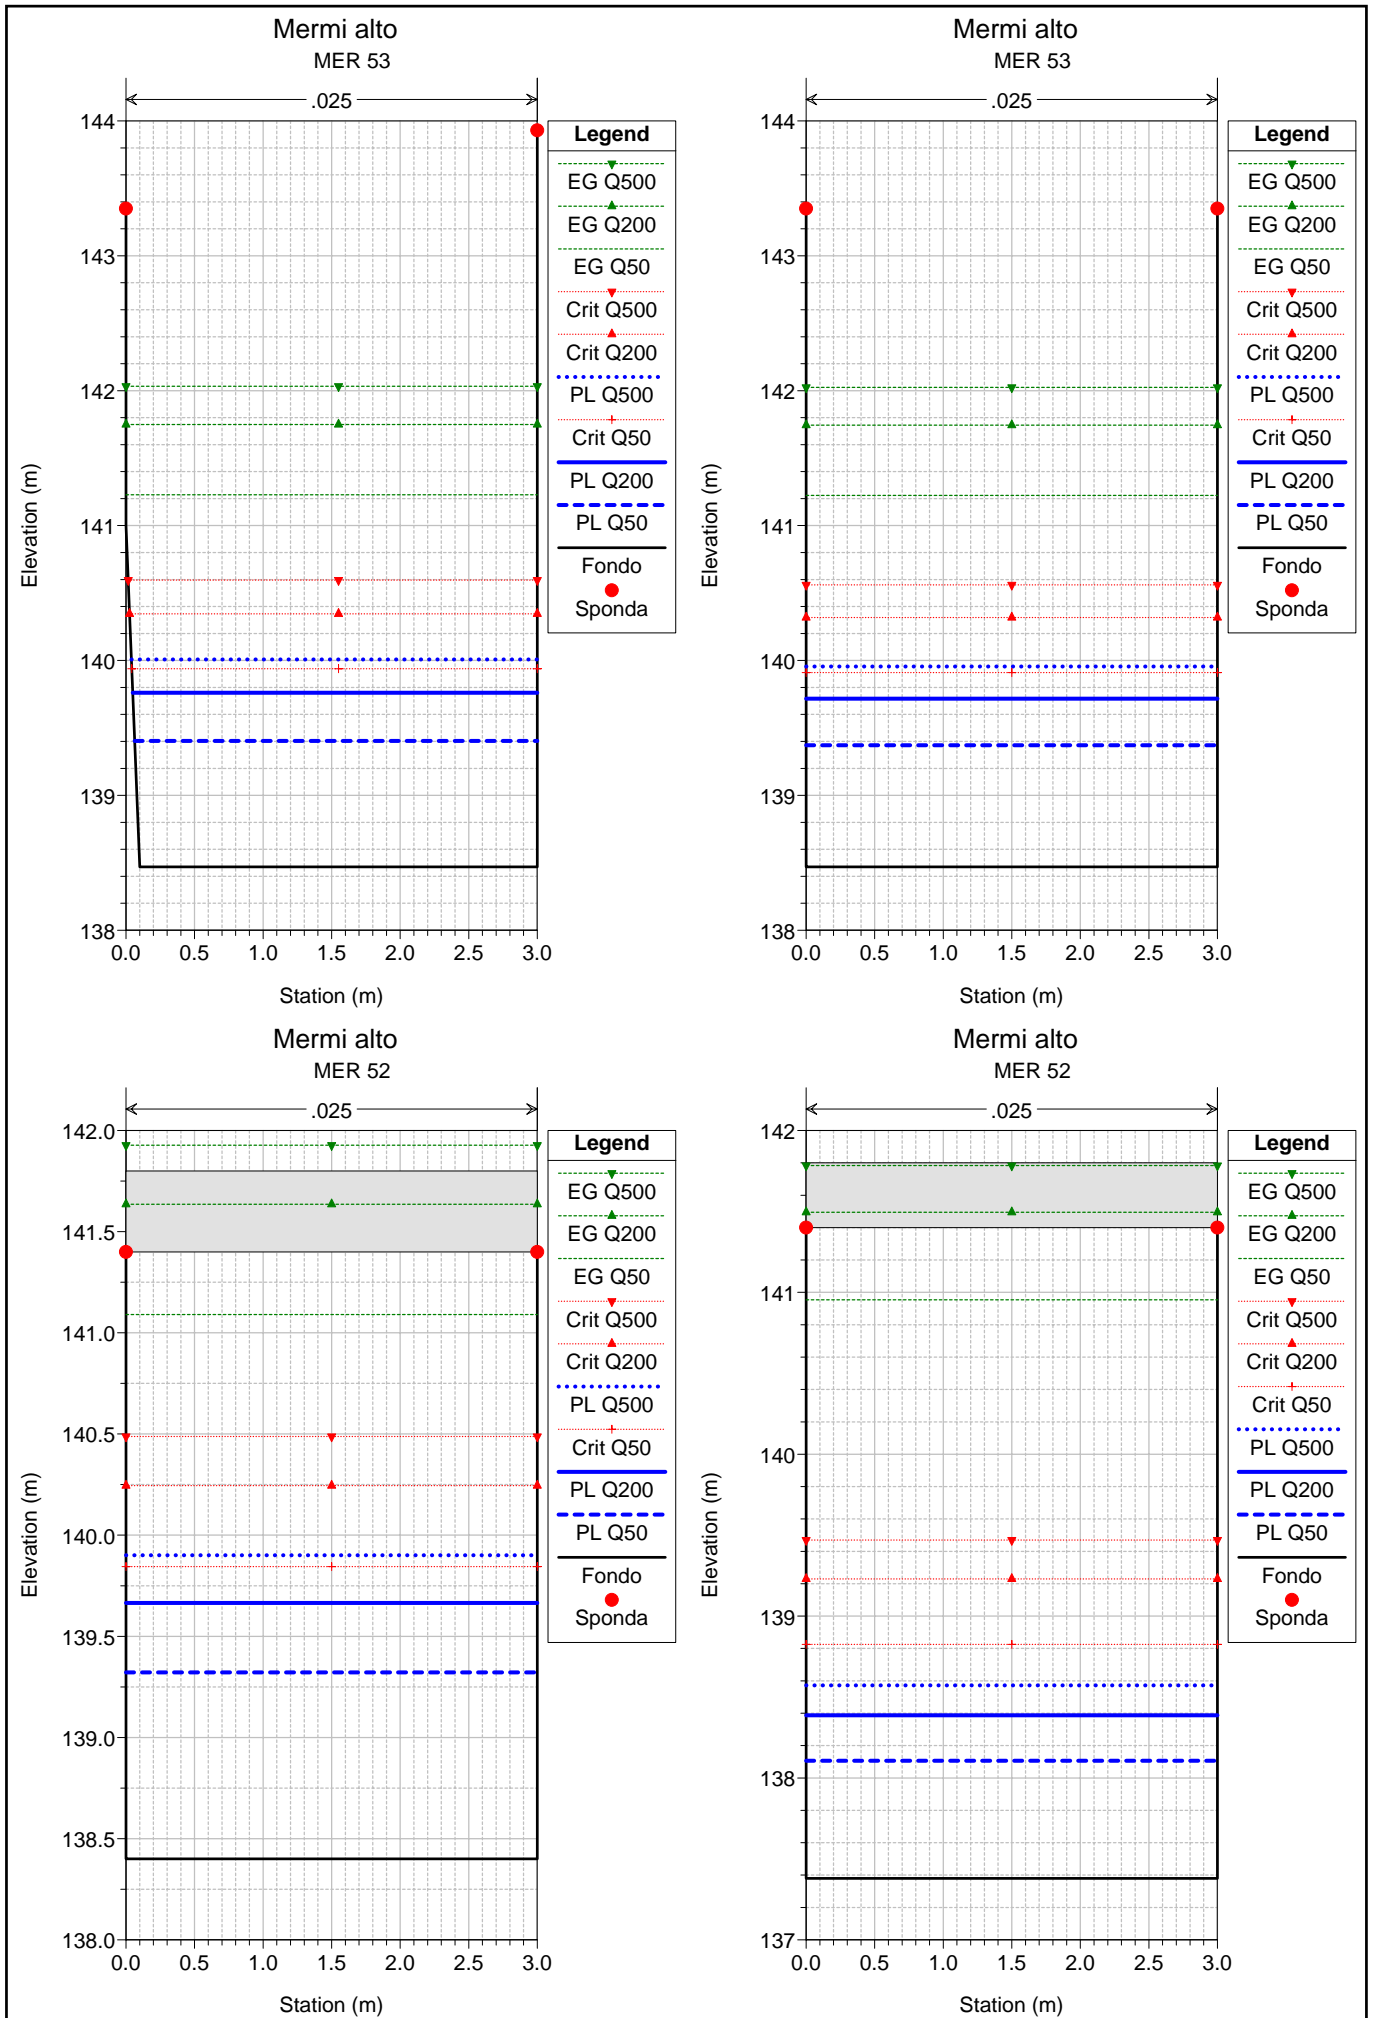 Mermi alto
MER 53
.025
144
143
142
141
140
139
138
0.0 0.5 1.0 1.5 2.0 2.5 3.0
Station (m)
Elevation (m)
Legend
EG Q500
EG Q200
EG Q50
Crit Q500
Crit Q200
PL Q500
Crit Q50
PL Q200
PL Q50
Fondo
Sponda
Mermi alto
MER 53
.025
144
143
142
141
140
139
138
0.0 0.5 1.0 1.5 2.0 2.5 3.0
Station (m)
Elevation (m)
Legend
EG Q500
EG Q200
EG Q50
Crit Q500
Crit Q200
PL Q500
Crit Q50
PL Q200
PL Q50
Fondo
Sponda
Mermi alto
MER 52
.025
142.0
141.5
141.0
140.5
140.0
139.5
139.0
138.5
138.0
0.0 0.5 1.0 1.5 2.0 2.5 3.0
Station (m)
Elevation (m)
Legend
EG Q500
EG Q200
EG Q50
Crit Q500
Crit Q200
PL Q500
Crit Q50
PL Q200
PL Q50
Fondo
Sponda
Mermi alto
MER 52
.025
142
141
140
139
138
137
0.0 0.5 1.0 1.5 2.0 2.5 3.0
Station (m)
Elevation (m)
Legend
EG Q500
EG Q200
EG Q50
Crit Q500
Crit Q200
Crit Q50
PL Q500
PL Q200
PL Q50
Fondo
Sponda